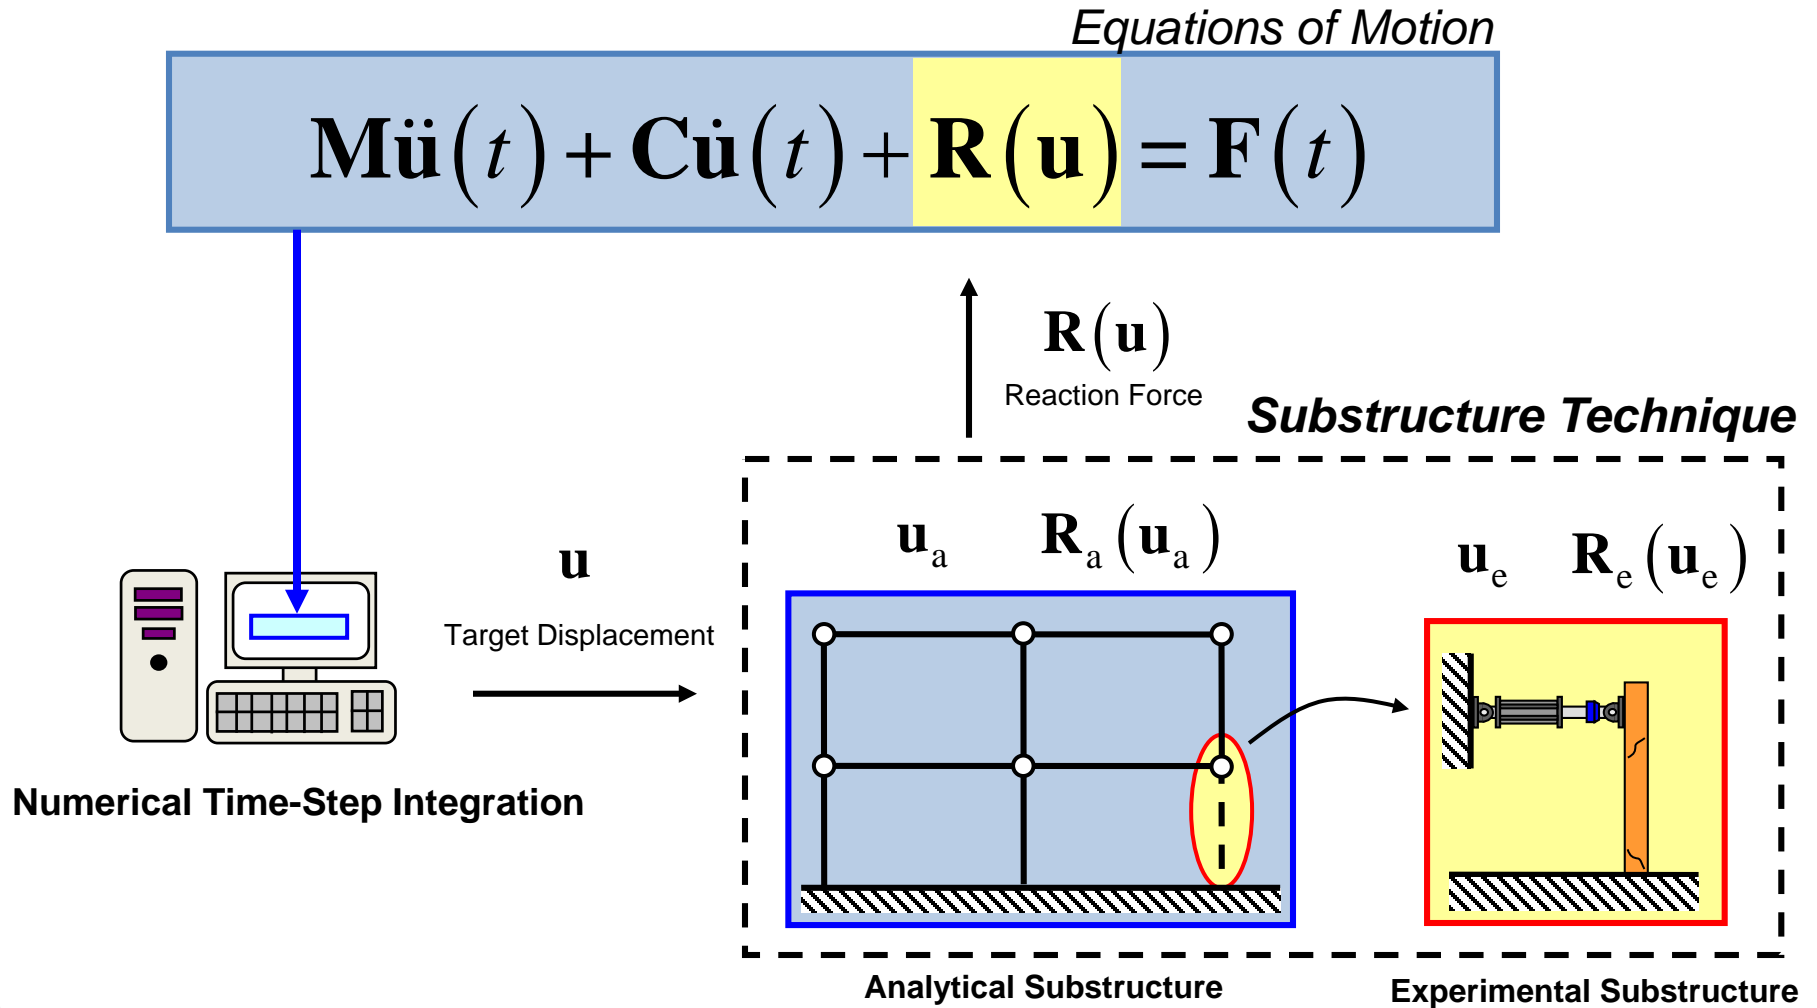 Equations of Motion
Mü(t) + Cu̇(t) + R(u) = F(t)
R(u)
Reaction Force
Substructure Technique
u
Target Displacement
uₐ Rₐ(uₐ)
uₑ Rₑ(uₑ)
Numerical Time-Step Integration
Analytical Substructure
Experimental Substructure